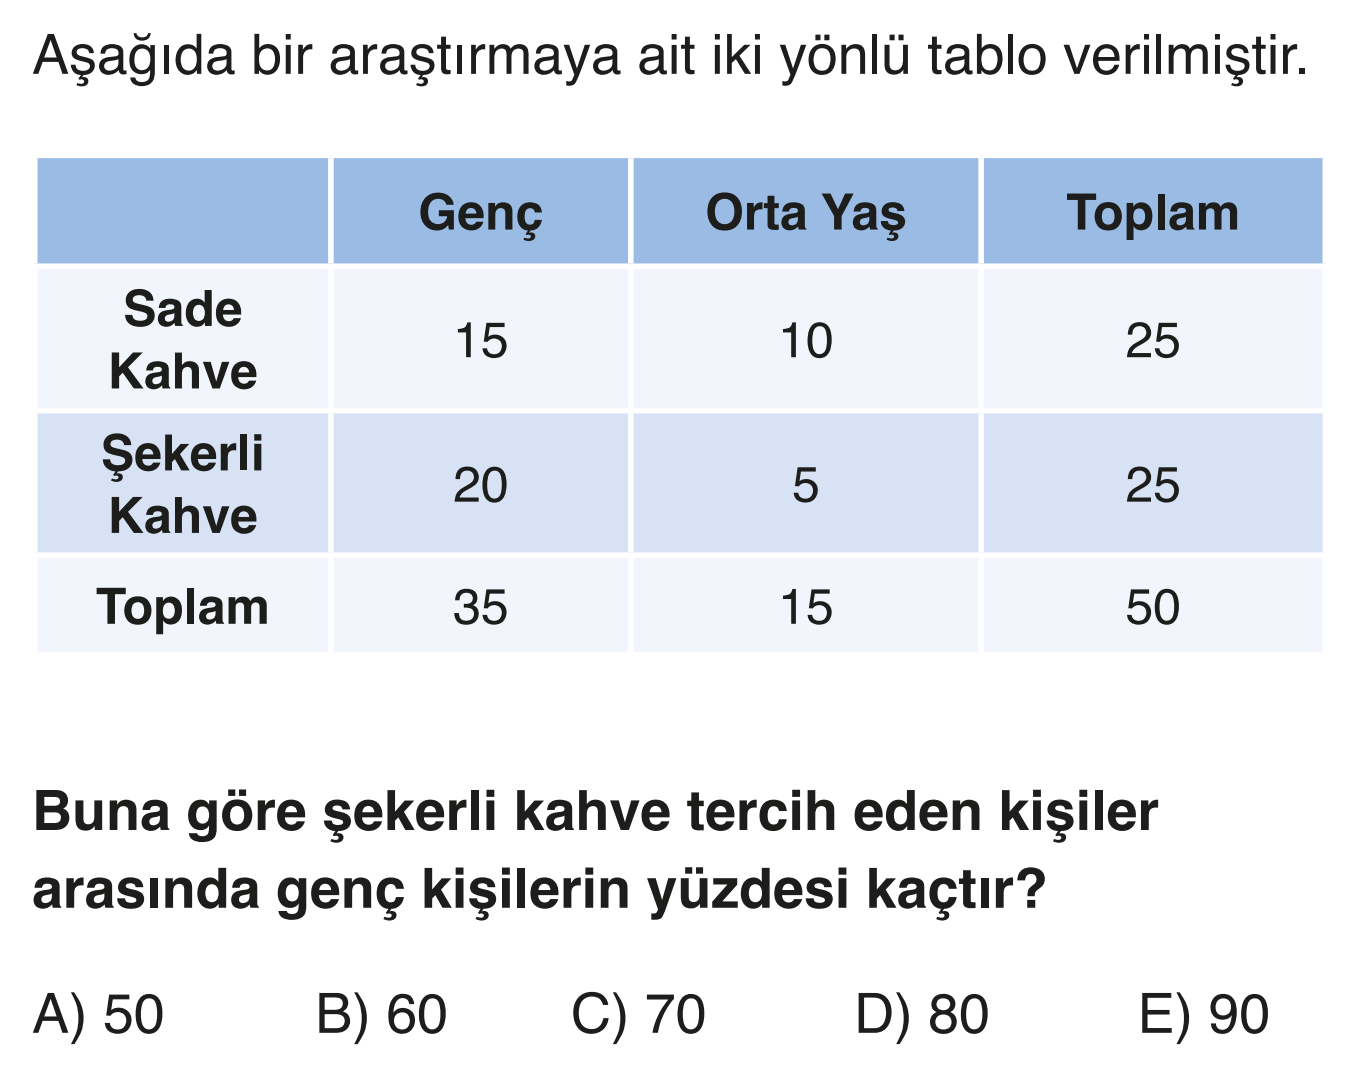 Aşağıda bir araştırmaya ait iki yönlü tablo verilmiştir.
Genç Orta Yaş Toplam
Sade
Kahve
15 10 25
Şekerli
Kahve
20 5 25
Toplam 35 15 50
Buna göre şekerli kahve tercih eden kişiler
arasında genç kişilerin yüzdesi kaçtır?
A) 50 B) 60 C) 70 D) 80 E) 90